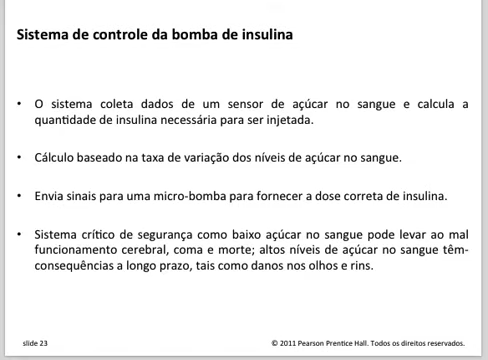 Sistema de controle da bomba de insulina
• O sistema coleta dados de um sensor de açúcar no sangue e calcula a
quantidade de insulina necessária para ser injetada.
• Cálculo baseado na taxa de variação dos níveis de açúcar no sangue.
• Envia sinais para uma micro-bomba para fornecer a dose correta de insulina.
• Sistema crítico de segurança como baixo açúcar no sangue pode levar ao mal
funcionamento cerebral, coma e morte; altos níveis de açúcar no sangue têm-
consequências a longo prazo, tais como danos nos olhos e rins.
slide 23 © 2011 Pearson Prentice Hall. Todos os direitos reservados.